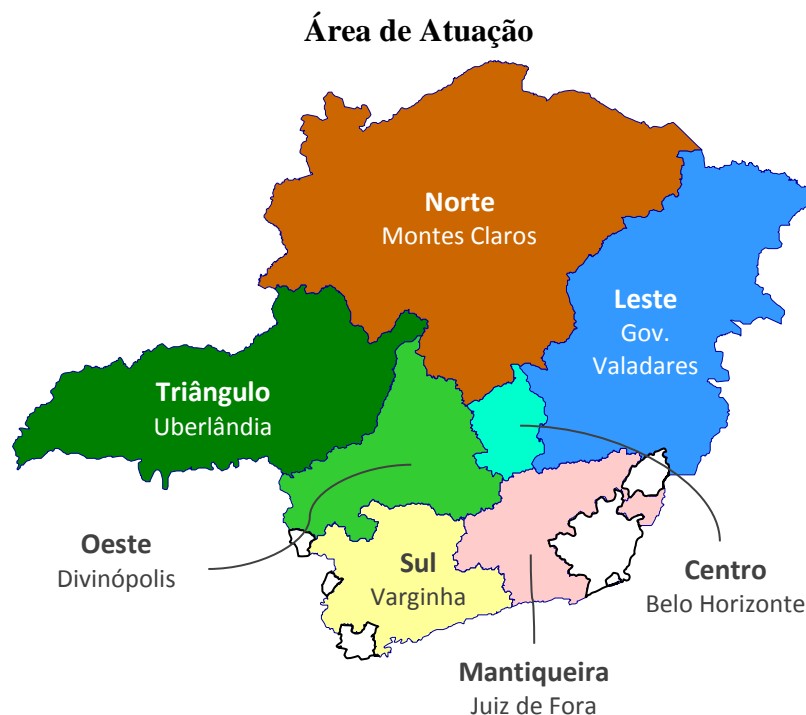 Área de Atuação
Norte
Montes Claros
Leste
Gov.
Valadares
Triângulo
Uberlândia
Oeste
Divinópolis
Sul
Varginha
Centro
Belo Horizonte
Mantiqueira
Juiz de Fora